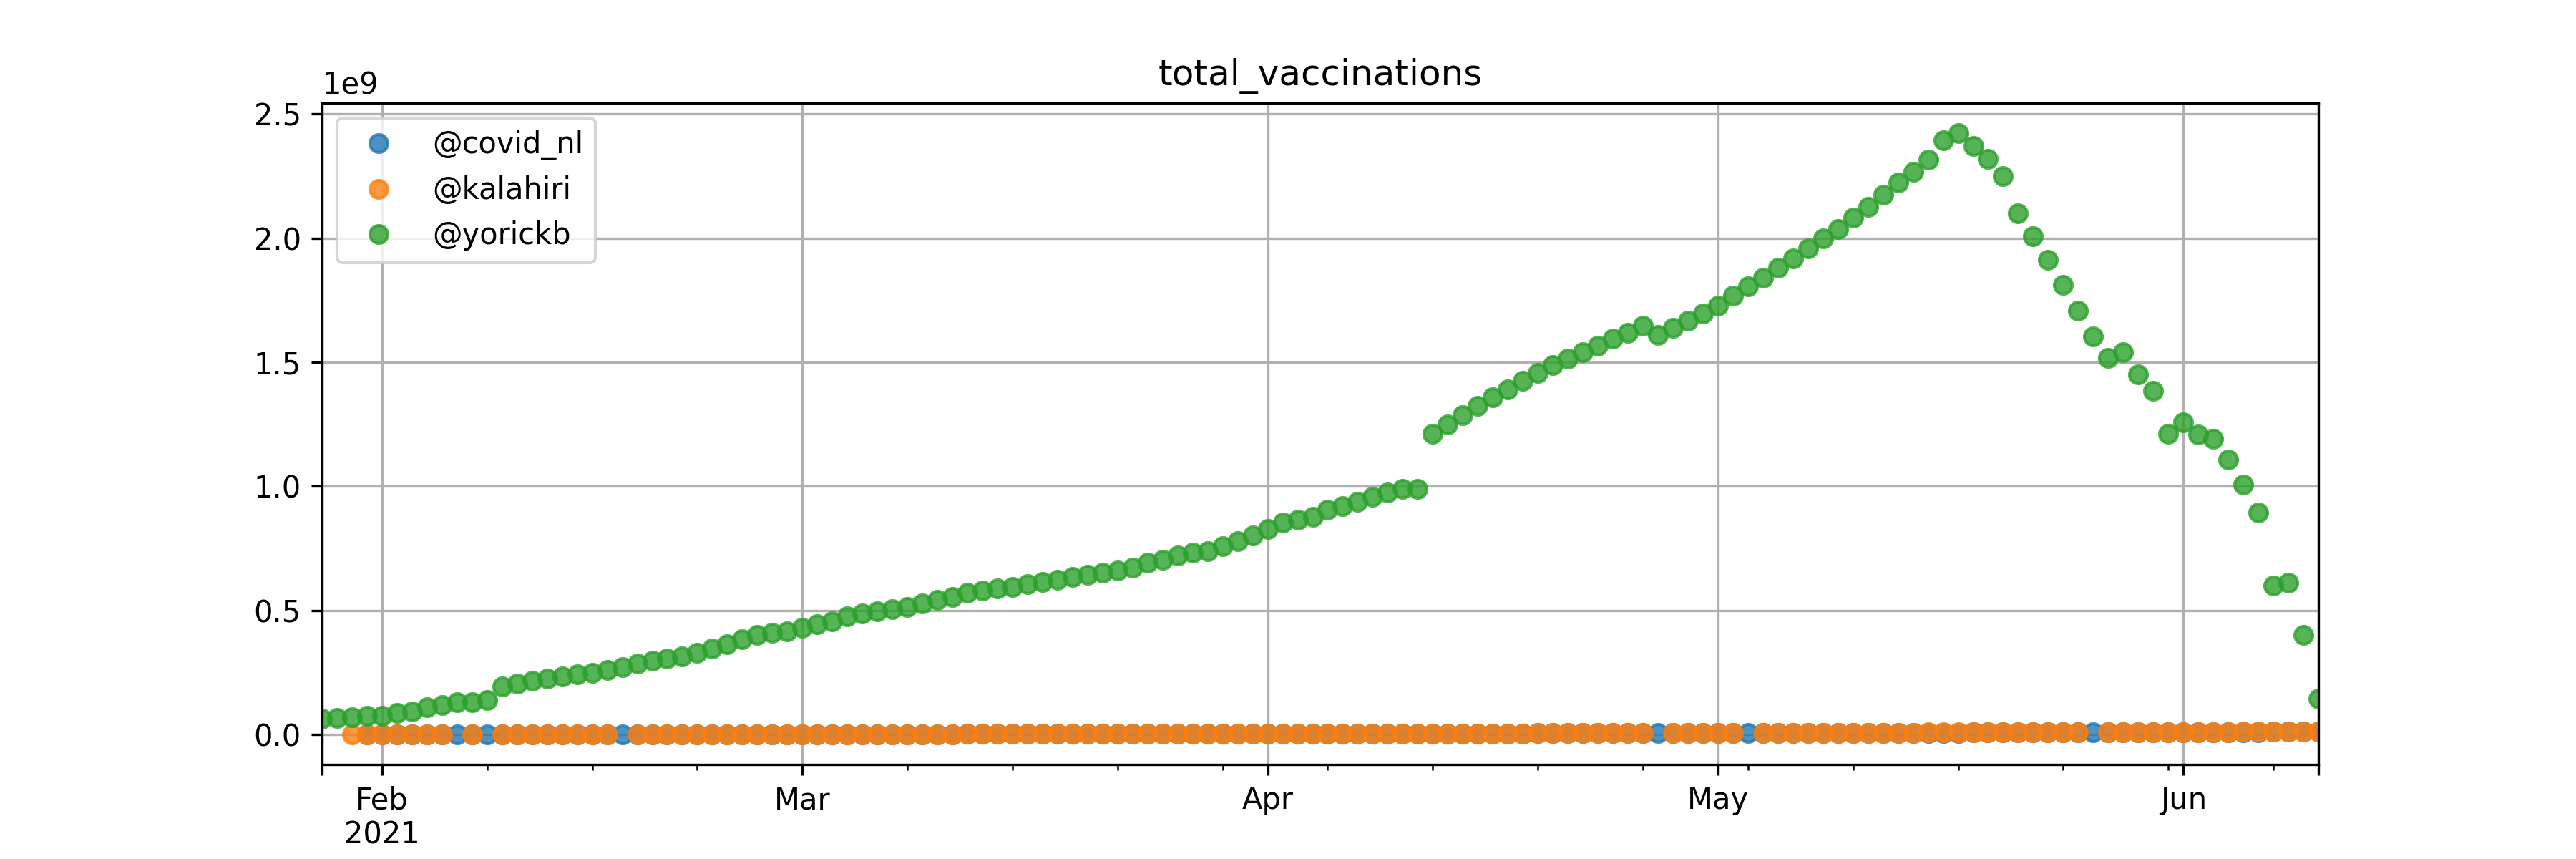 total_vaccinations
1e9
2.5
2.0
1.5
1.0
0.5
0.0
@covid_nl
@kalahiri
@yorickb
Feb Mar Apr May Jun
2021